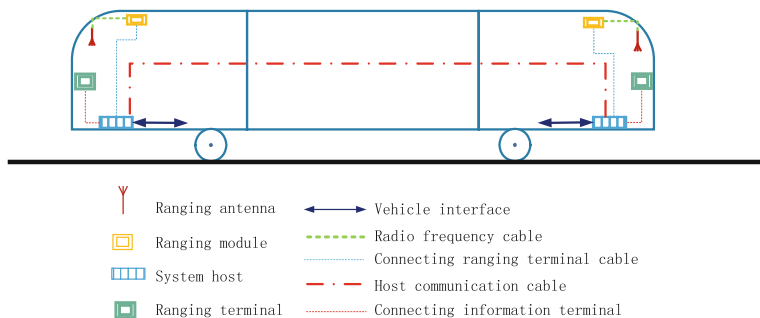 Ranging antenna
Ranging module
System host
Ranging terminal
Vehicle interface
Radio frequency cable
Connecting ranging terminal cable
Host communication cable
Connecting information terminal